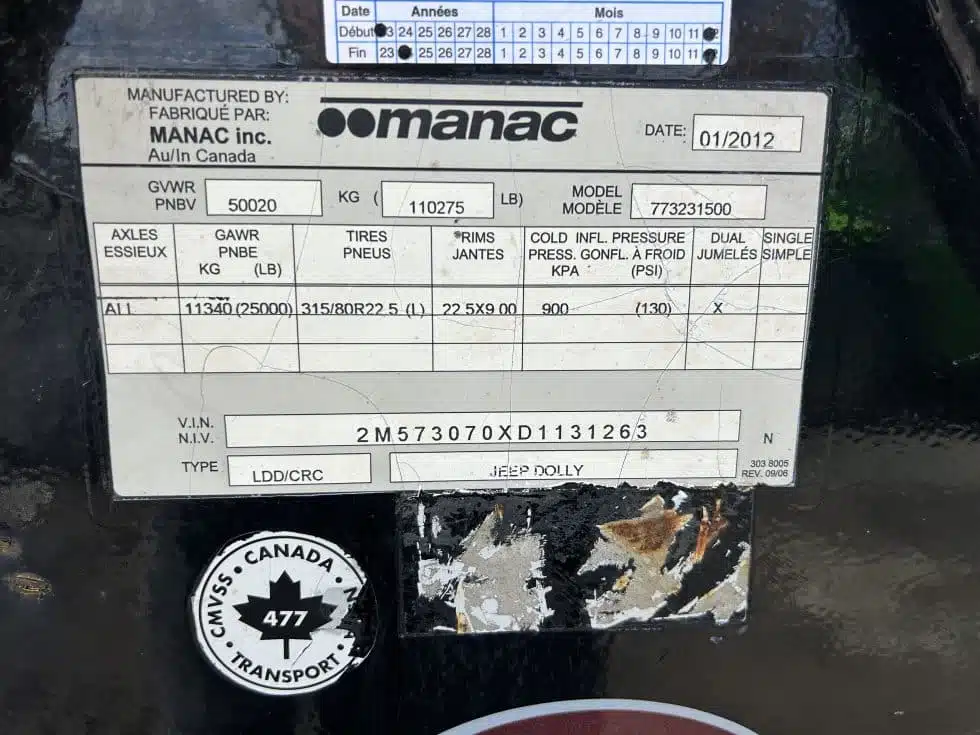 Date Années Mois
Début 3 24 25 26 27 28 1 2 3 4 5 6 7 8 9 10 11
Fin 23 25 26 27 28 1 2 3 4 5 6 7 8 9 10 11
MANUFACTURED BY:
FABRIQUÉ PAR:
MANAC inc.
Au/In Canada
manac
DATE: 01/2012
GVWR
PNBV 50020 KG ( 110275 LB)
MODEL
MODÈLE 773231500
AXLES
ESSIEUX
GAWR
PNBE
KG (LB)
TIRES
PNEUS
RIMS
JANTES
COLD INFL. PRESSURE
PRESS. GONFL. À FROID
KPA (PSI)
DUAL
JUMELÉS
SINGLE
SIMPLE
ALL 11340 (25000) 315/80R22.5 (L) 22.5X9.00 900 (130) X
V.I.N.
N.I.V. 2M573070XD1131263 N
TYPE LDD/CRC JEEP DOLLY
303 8005
REV. 09/06
CANADA
CMVSS
477
TRANSPORT